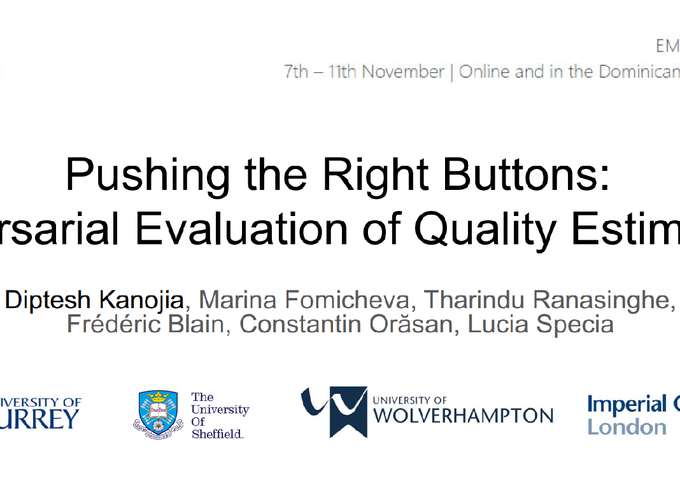 EM
7th – 11th November | Online and in the Dominican
Pushing the Right Buttons:
rsarial Evaluation of Quality Estim
Diptesh Kanojia, Marina Fomicheva, Tharindu Ranasinghe,
Frédéric Blain, Constantin Orăsan, Lucia Specia
IVERSITY OF
URREY
The
University
Of
Sheffield.
UNIVERSITY OF
WOLVERHAMPTON
Imperial C
London